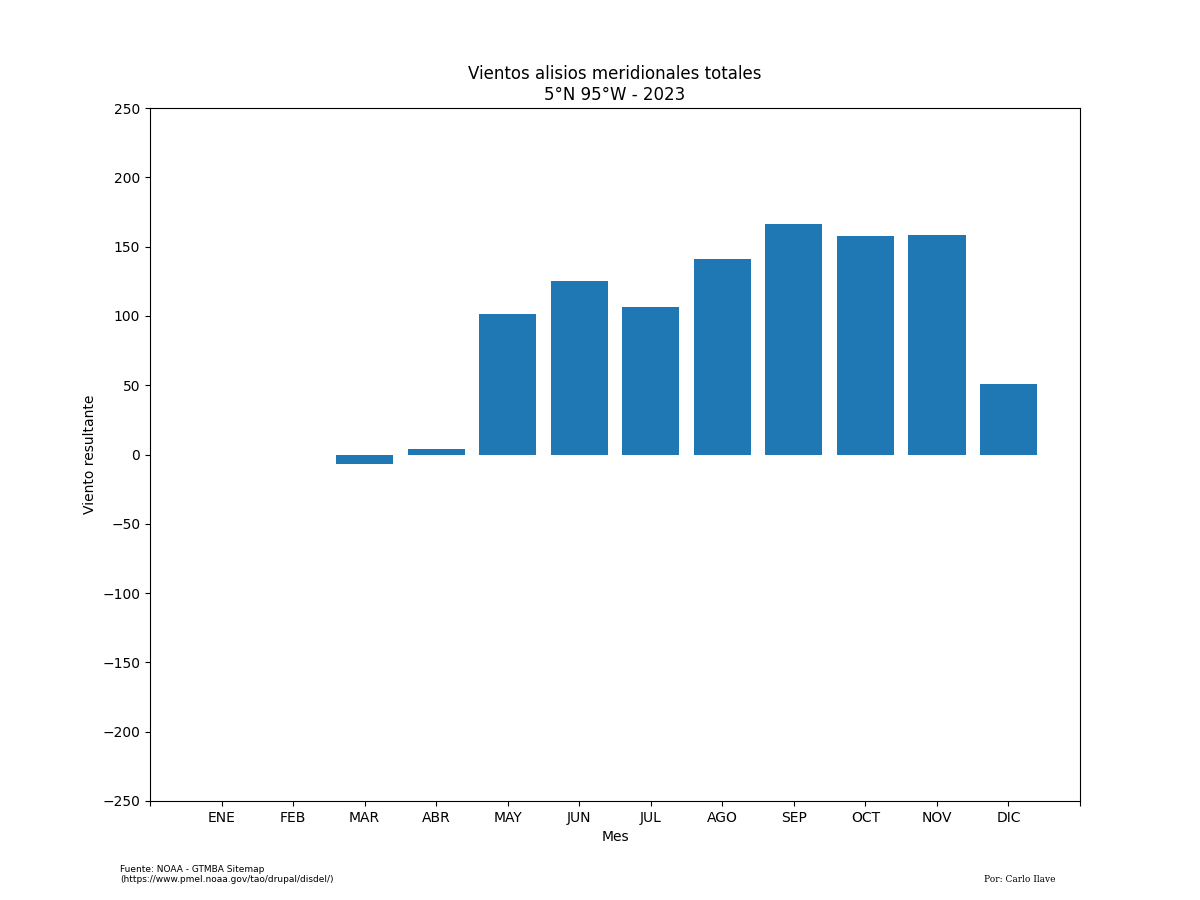 Vientos alisios meridionales totales
5°N 95°W - 2023
250
200
150
100
50
0
−50
−100
−150
−200
−250
Viento resultante
ENE FEB MAR ABR MAY JUN JUL AGO SEP OCT NOV DIC
Mes
Fuente: NOAA - GTMBA Sitemap
(https://www.pmel.noaa.gov/tao/drupal/disdel/)
Por: Carlo Ilave